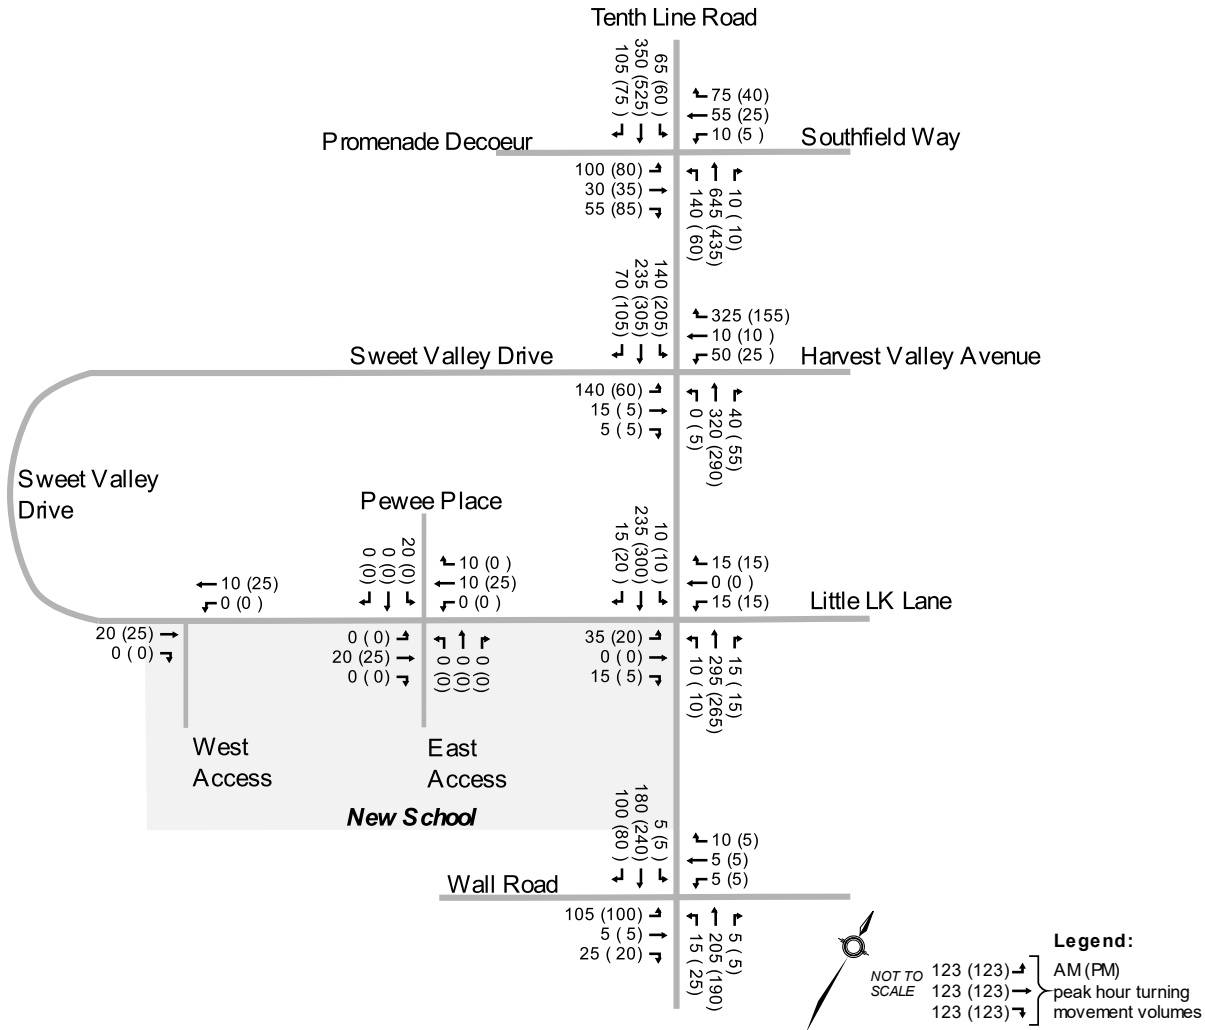 Tenth Line Road
105 (75 )
350 (525)
65 (60 )
75 (40)
55 (25)
10 (5 )
Promenade Decoeur
Southfield Way
100 (80)
30 (35)
55 (85)
140 ( 60)
645 (435)
10 ( 10)
70 (105)
235 (305)
140 (205)
325 (155)
10 (10 )
50 (25 )
Sweet Valley Drive
Harvest Valley Avenue
140 (60)
15 ( 5)
5 ( 5)
0 ( 5)
320 (290)
40 ( 55)
Sweet Valley
Drive
Pewee Place
0 (0)
0 (0)
20 (0)
10 (0 )
10 (25)
0 (0 )
15 (20 )
235 (300)
10 (10 )
15 (15)
0 (0 )
15 (15)
10 (25)
0 (0 )
Little LK Lane
20 (25)
0 ( 0)
0 ( 0)
20 (25)
0 ( 0)
0 (0)
0 (0)
0 (0)
35 (20)
0 ( 0)
15 ( 5)
10 ( 10)
295 (265)
15 ( 15)
West
Access
East
Access
New School
100 (80 )
180 (240)
5 (5 )
10 (5)
5 (5)
5 (5)
Wall Road
105 (100)
5 ( 5)
25 ( 20)
15 ( 25)
205 (190)
5 ( 5)
Legend:
NOT TO
SCALE
123 (123)
123 (123)
123 (123)
AM (PM)
peak hour turning
movement volumes